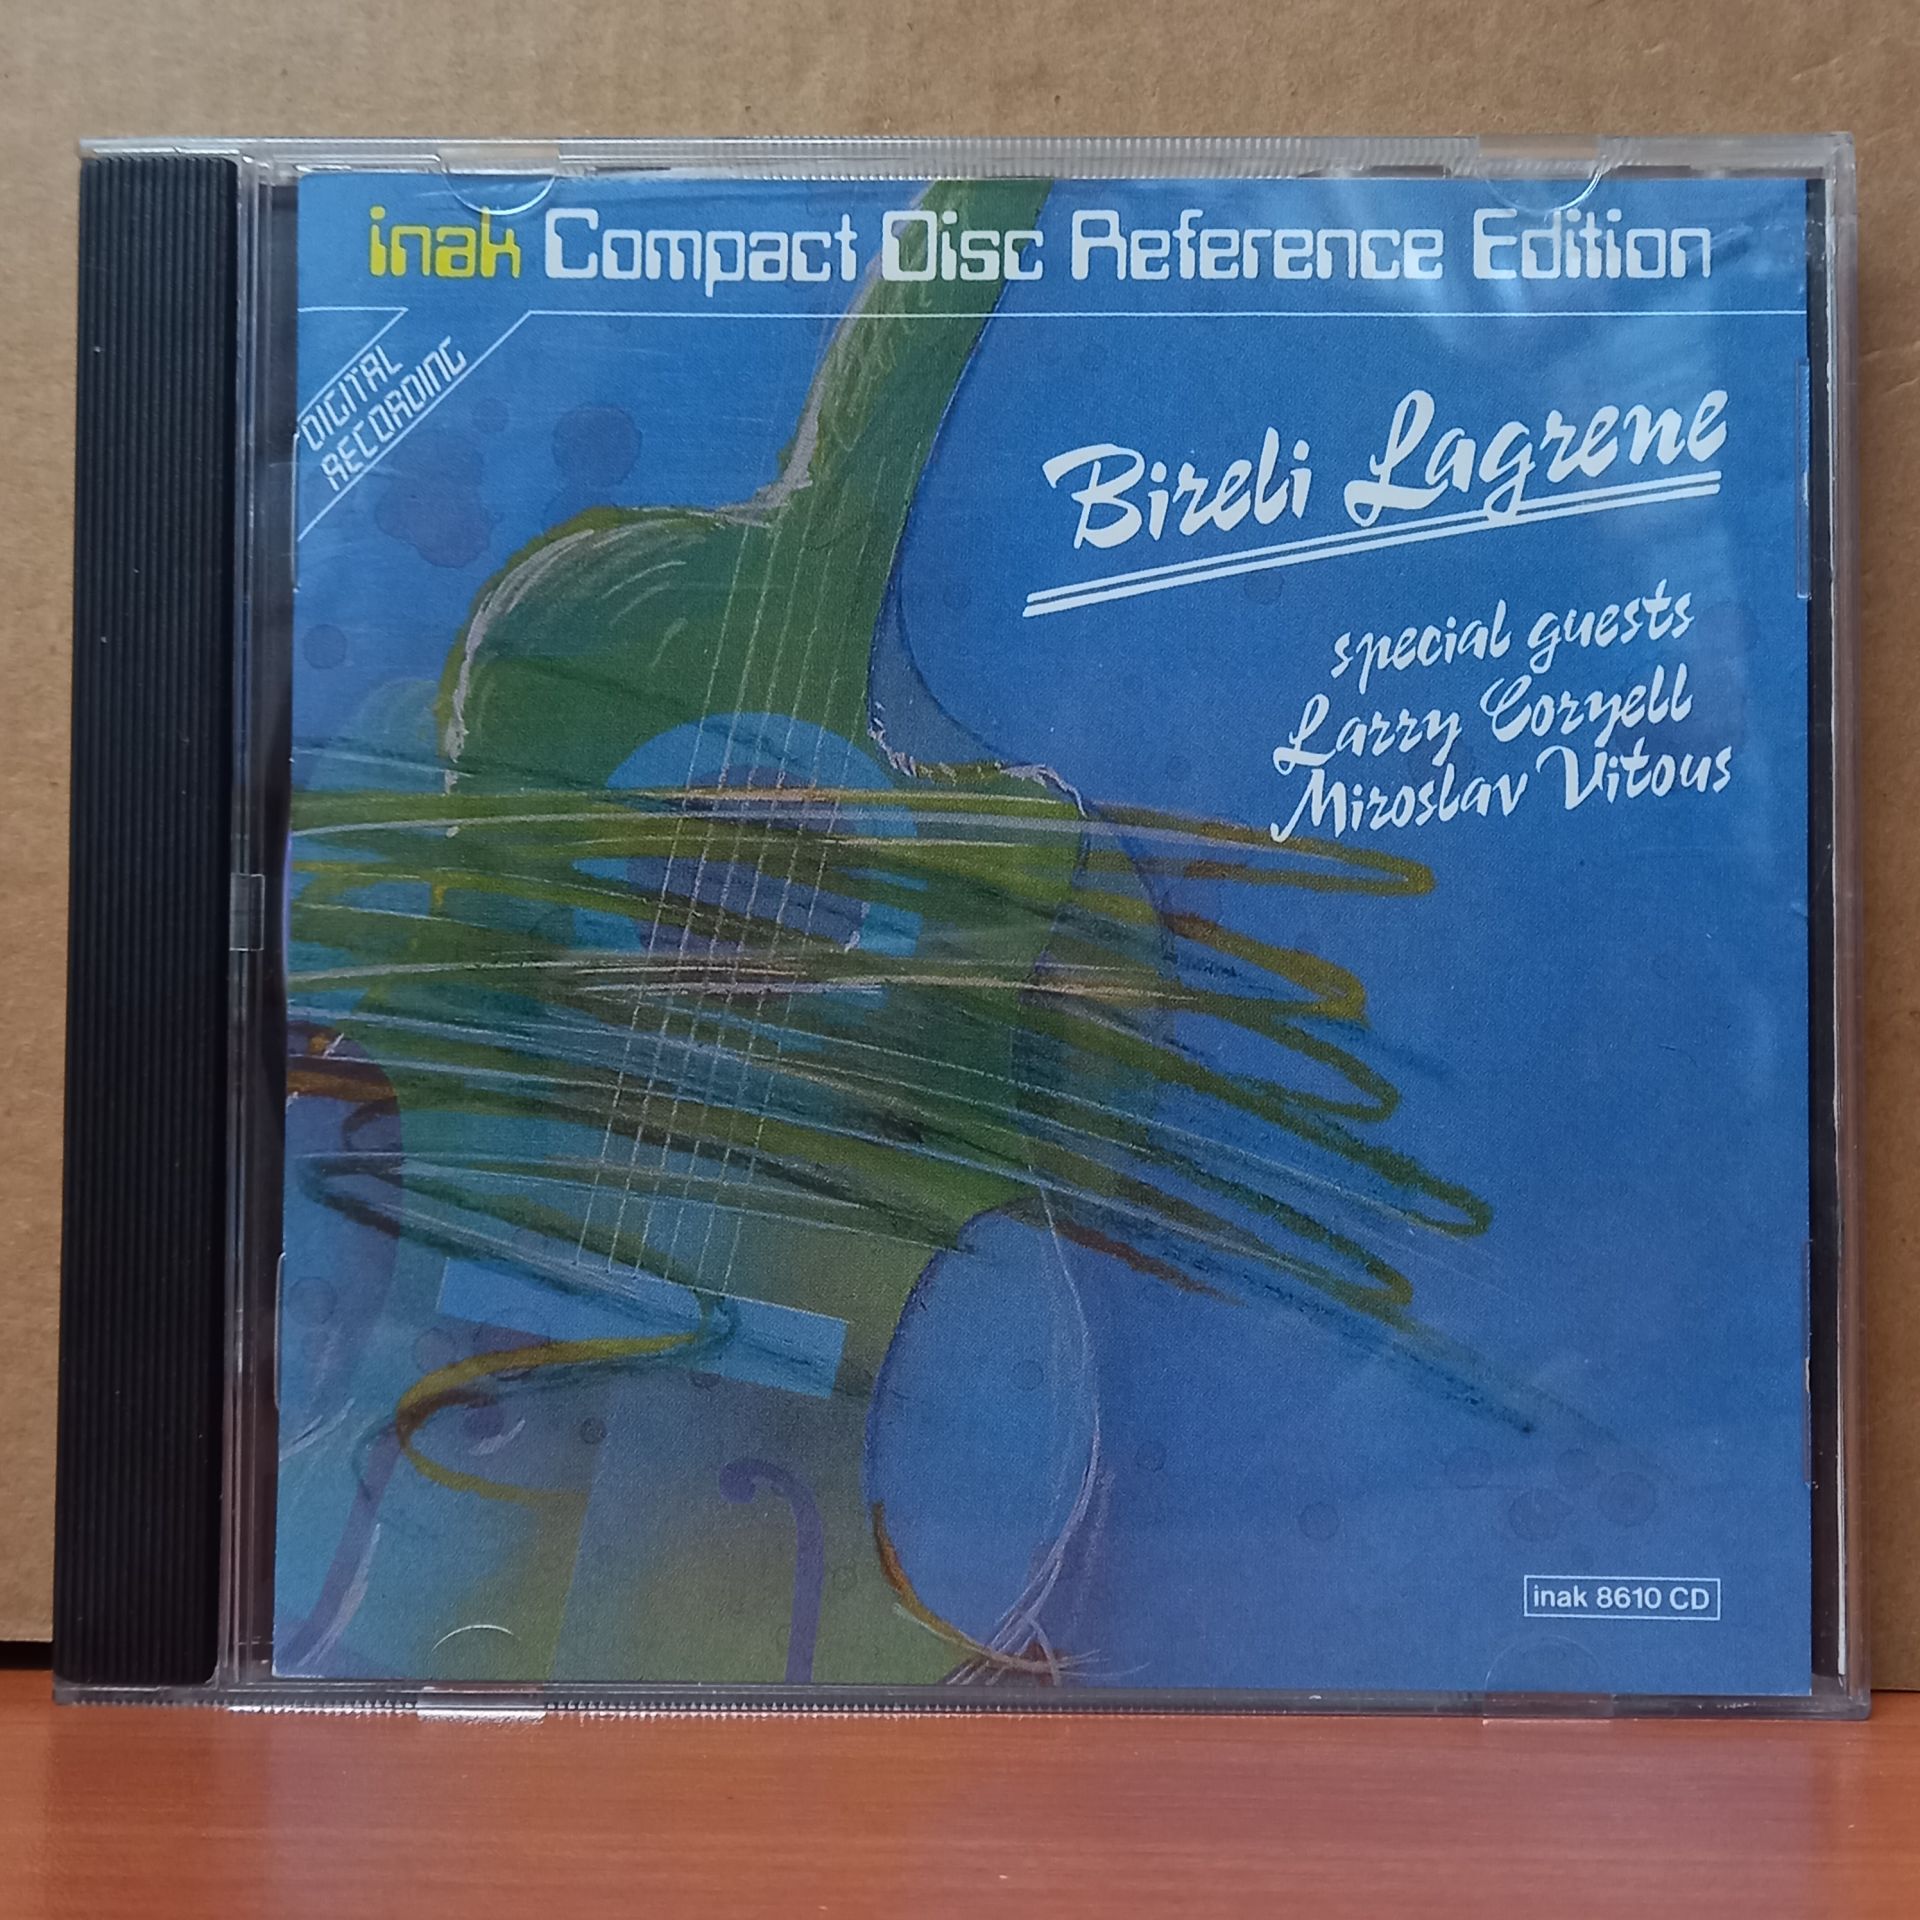 inak Compact Disc Reference Edition
DIGITAL
RECORDING
Bireli Lagrene
special guests
Larry Coryell
Miroslav Vitous
inak 8610 CD